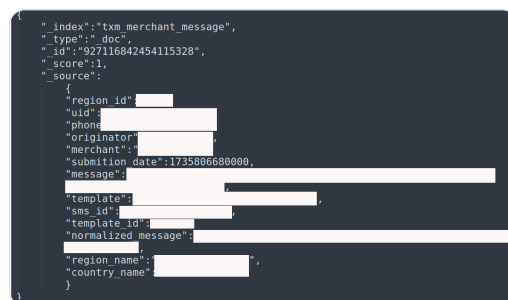 {
"_index":"txm_merchant_message",
"_type":"_doc",
"_id":"927116842454115328",
"_score":1,
"_source":
{
"region_id":
"uid":
"phone
"originator" ,
"merchant":"
"submition_date":1735806680000,
"message":
,
"template": ,
"sms_id": ,
"template_id":
"normalized_message":
,
"region_name":" ",
"country_name":
}
}